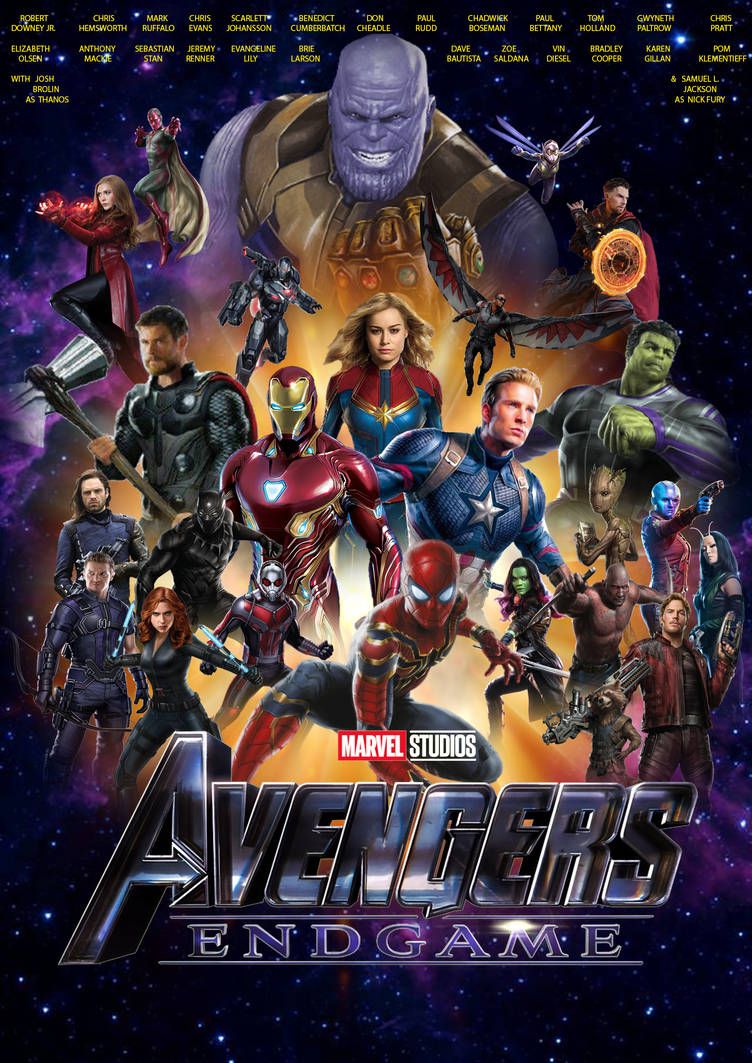 ROBERT CHRIS MARK CHRIS SCARLETT BENEDICT DON PAUL CHADWICK PAUL TOM GWYNETH CHRIS
DOWNEY JR. HEMSWORTH RUFFALO EVANS JOHANSSON CUMBERBATCH CHEADLE RUDD BOSEMAN BETTANY HOLLAND PALTROW PRATT
ELIZABETH ANTHONY SEBASTIAN JEREMY EVANGELINE BRIE DAVE ZOE VIN BRADLEY KAREN POM
OLSEN MACKIE STAN RENNER LILY LARSON BAUTISTA SALDANA DIESEL COOPER GILLAN KLEMENTIEFF
WITH JOSH & SAMUEL L.
BROLIN JACKSON
AS THANOS AS NICK FURY
MARVEL STUDIOS
AVENGERS
ENDGAME